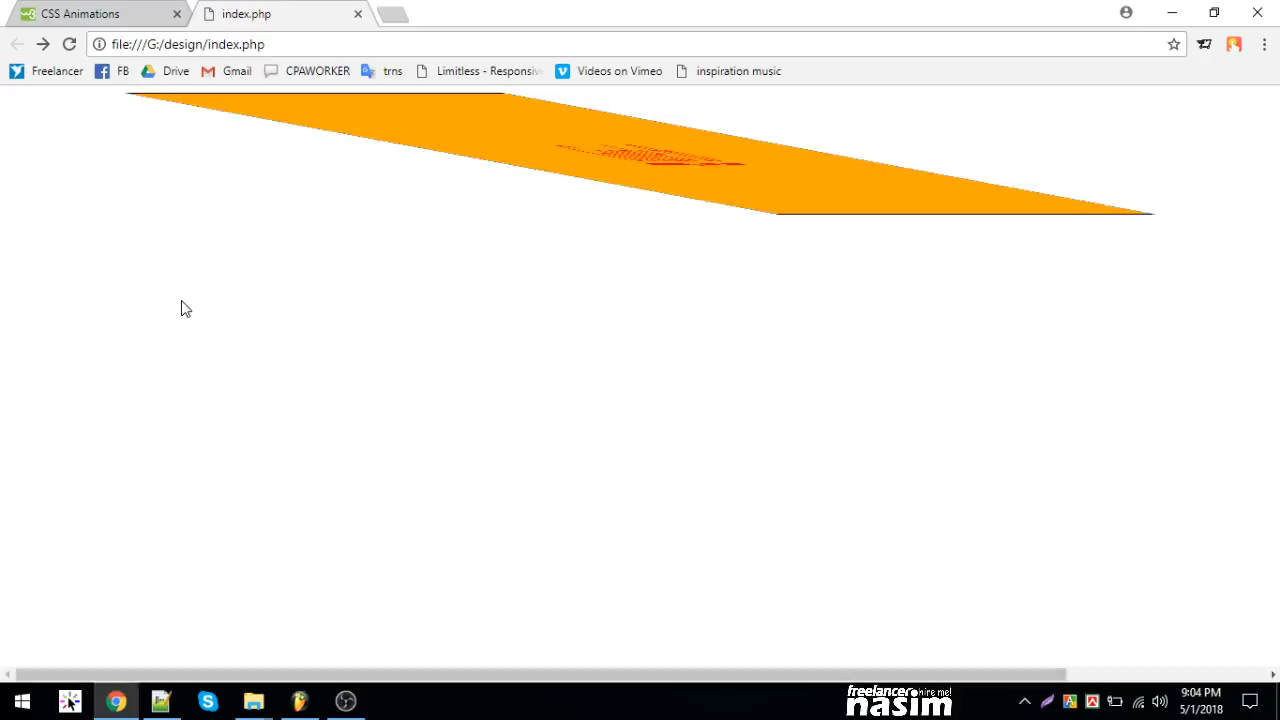 CSS Animations
index.php
file:///G:/design/index.php
Freelancer
FB
Drive
Gmail
CPAWORKER
trns
Limitless - Responsiv
Videos on Vimeo
inspiration music
freelancer hire me!
nasim
9:04 PM
5/1/2018